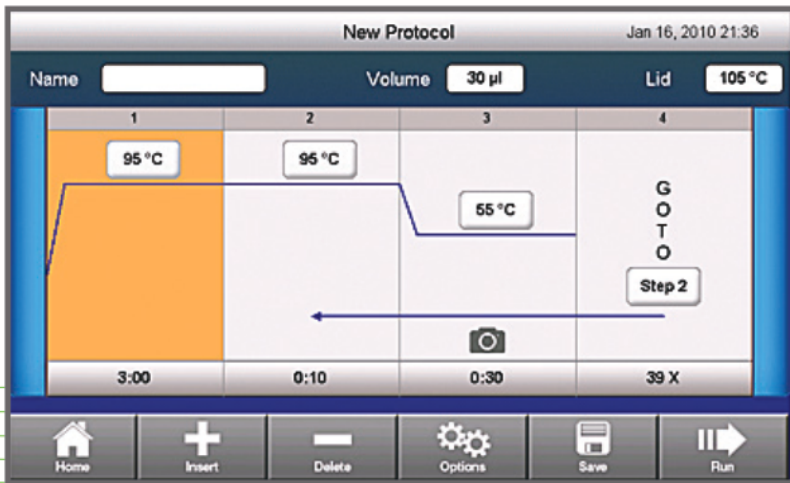 New Protocol Jan 16, 2010 21:36
Name Volume 30 µl Lid 105 °C
1 2 3 4
95 °C 95 °C
55 °C
G
O
T
O
Step 2
3:00 0:10 0:30 39 X
Home Insert Delete Options Save Run